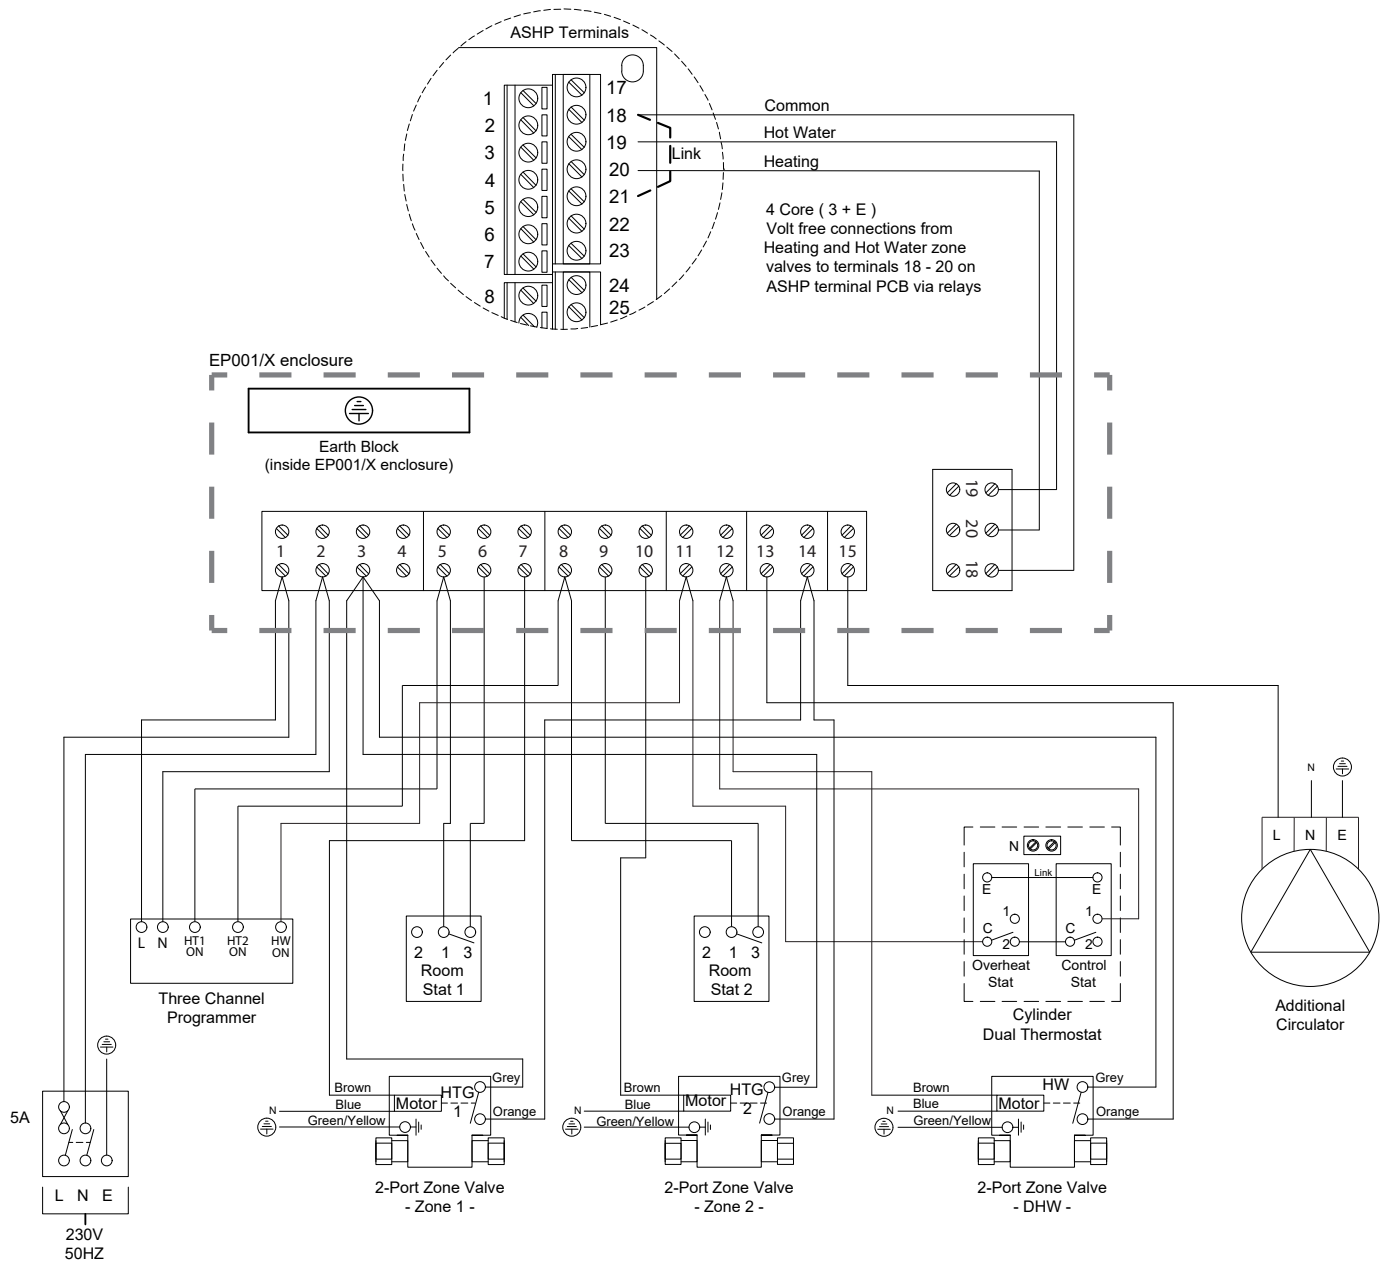 ASHP Terminals
1
2
3
4
5
6
7
8
17
18
19
20
21
22
23
24
25
Common
Hot Water
Link
Heating
4 Core ( 3 + E )
Volt free connections from
Heating and Hot Water zone
valves to terminals 18 - 20 on
ASHP terminal PCB via relays
EP001/X enclosure
Earth Block
(inside EP001/X enclosure)
19
20
18
1 2 3 4 5 6 7 8 9 10 11 12 13 14 15
N
L N E
N
Link
E E
1 1
C 2 C 2
Overheat
Stat
Control
Stat
Cylinder
Dual Thermostat
Additional
Circulator
L N HT1
ON
HT2
ON
HW
ON
Three Channel
Programmer
2 1 3
Room
Stat 1
2 1 3
Room
Stat 2
5A
L N E
230V
50HZ
Brown
N Blue
Green/Yellow
Motor
HTG
1
Grey
Orange
2-Port Zone Valve
- Zone 1 -
Brown
N Blue
Green/Yellow
Motor
HTG
2
Grey
Orange
2-Port Zone Valve
- Zone 2 -
Brown
N Blue
Green/Yellow
Motor
HW
Grey
Orange
2-Port Zone Valve
- DHW -